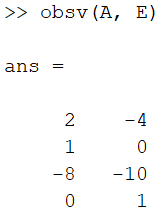 >> obsv(A, E)
ans =
2 -4
1 0
-8 -10
0 1